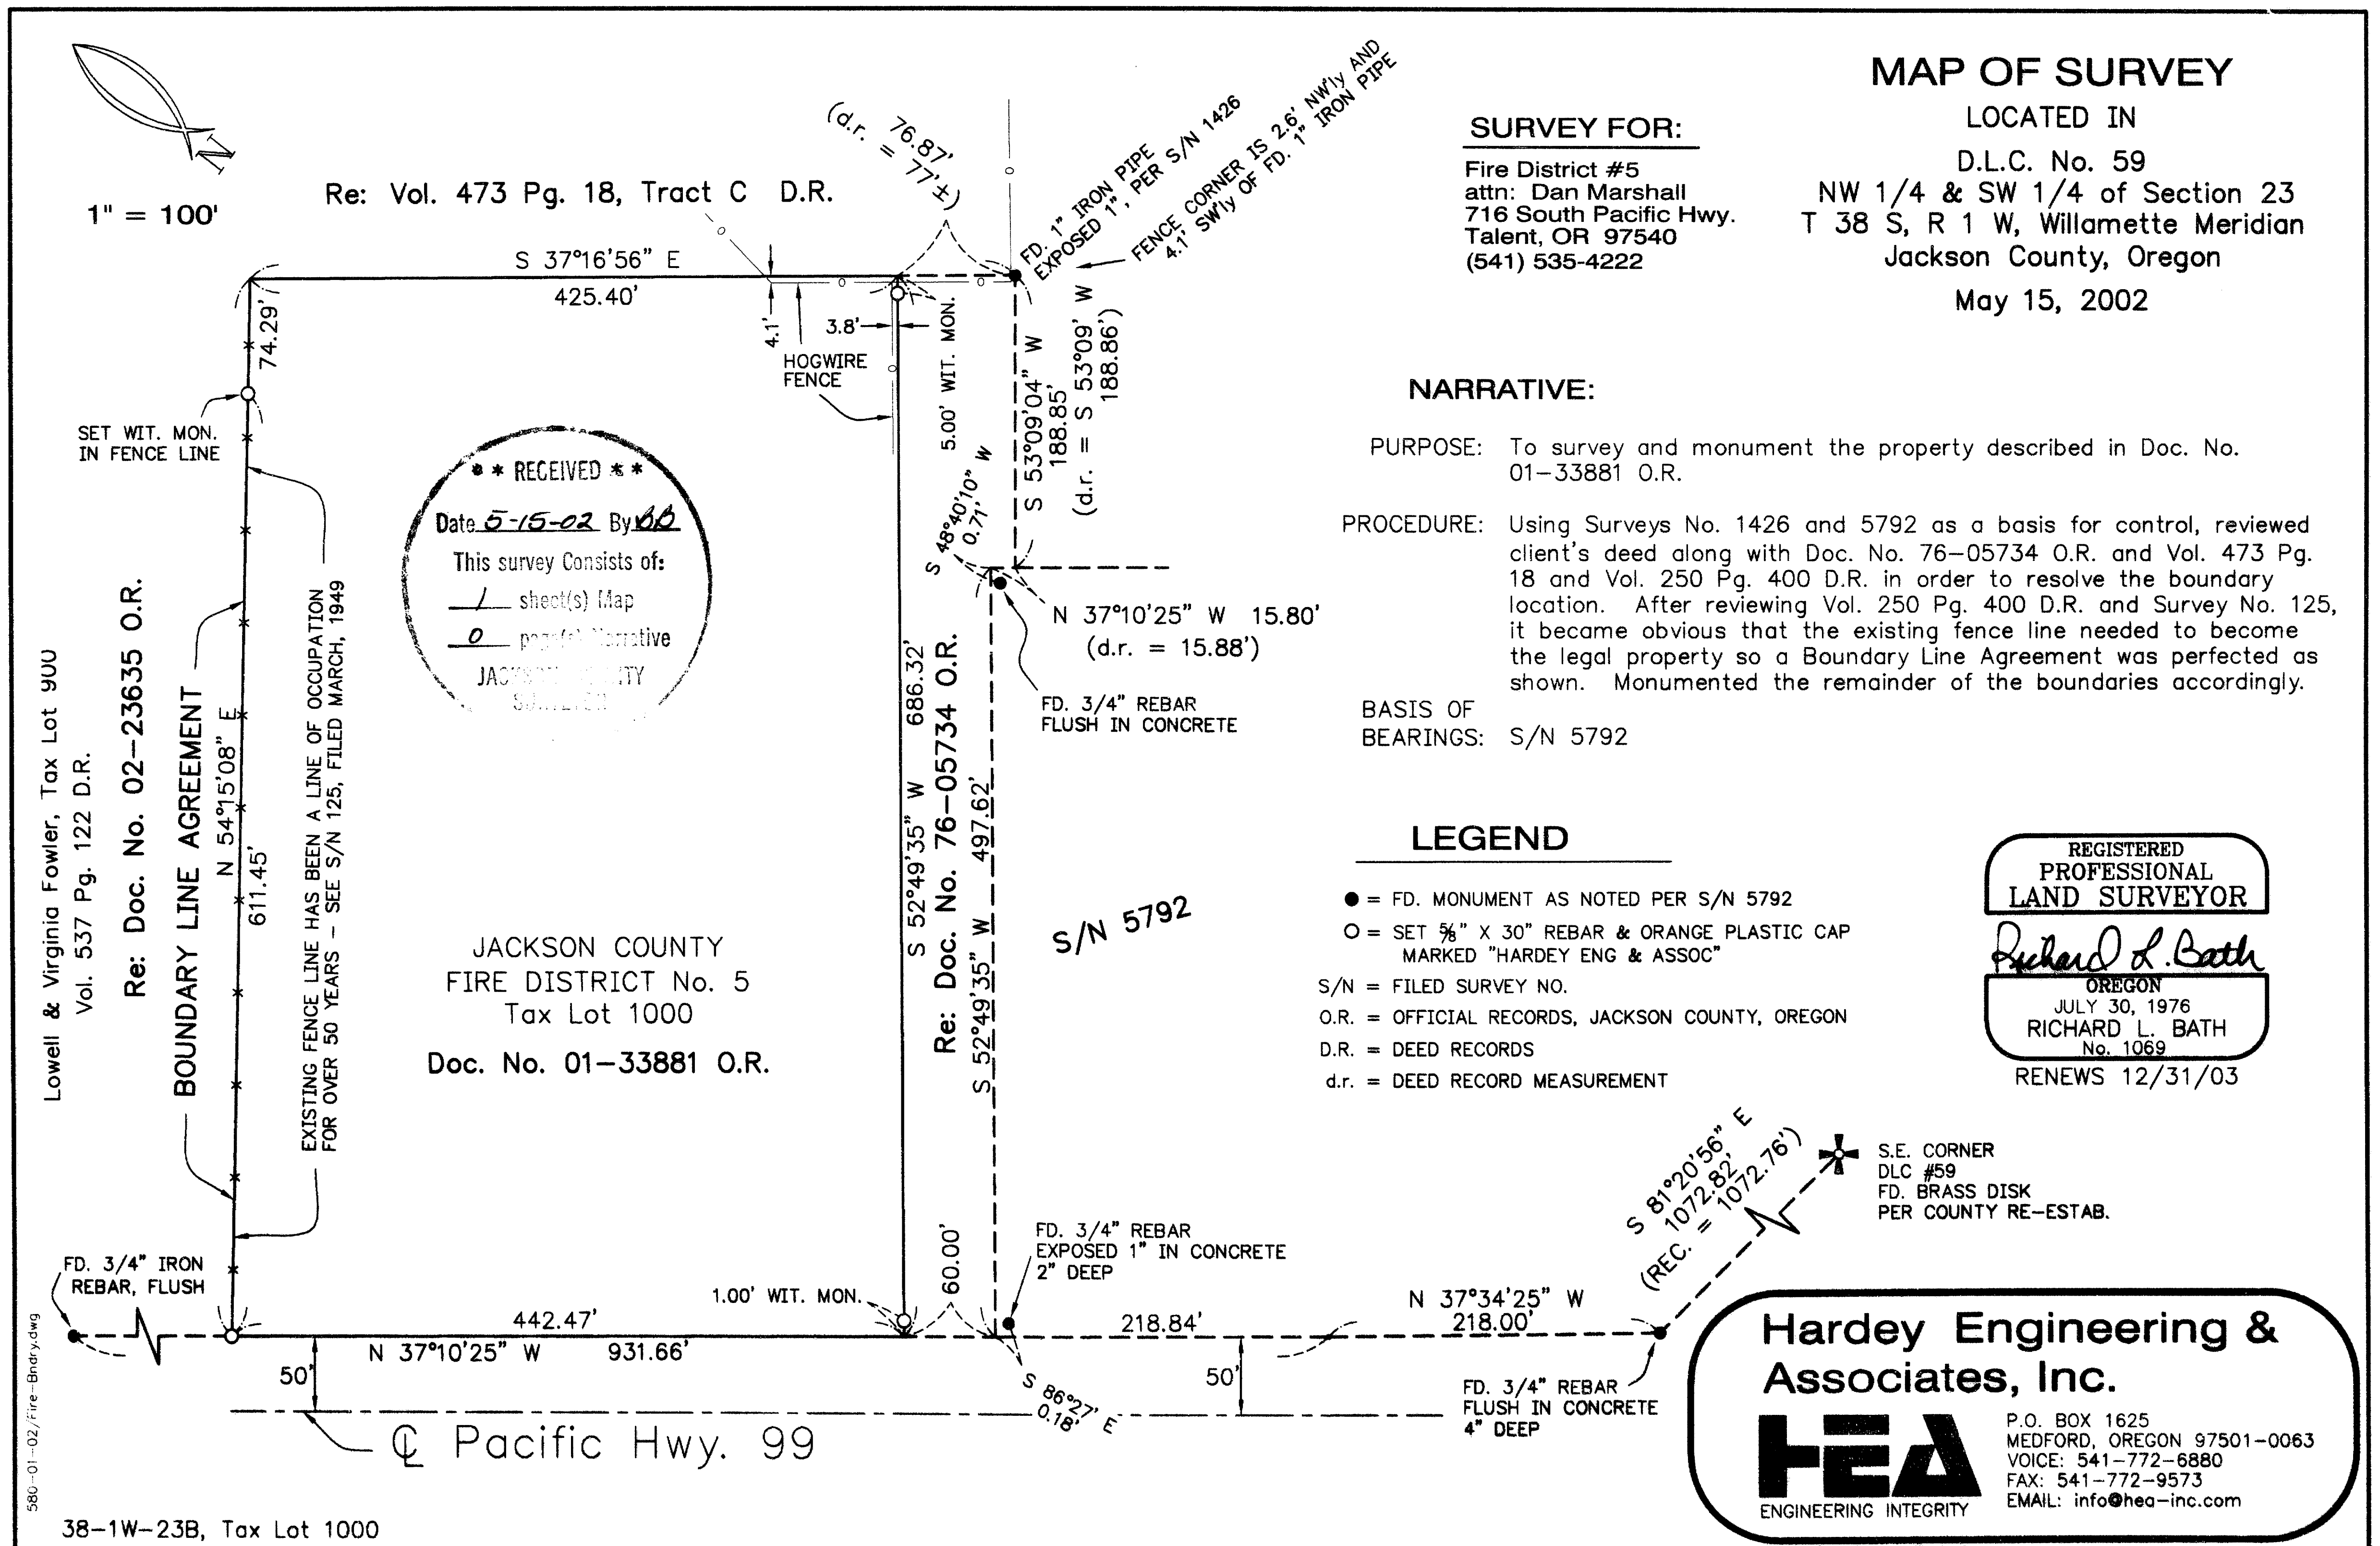 MAP OF SURVEY
LOCATED IN
D.L.C. No. 59
NW 1/4 & SW 1/4 of Section 23
T 38 S, R 1 W, Willamette Meridian
Jackson County, Oregon
May 15, 2002
SURVEY FOR:
Fire District #5
attn: Dan Marshall
716 South Pacific Hwy.
Talent, OR 97540
(541) 535-4222
N
1" = 100'
Re: Vol. 473 Pg. 18, Tract C D.R.
76.87'
(d.r. = 77'±)
FD. 1" IRON PIPE
EXPOSED 1", PER S/N 1426
FENCE CORNER IS 2.6' NW'ly AND
4.1' SW'ly OF FD. 1" IRON PIPE
S 37°16'56" E
425.40'
74.29'
4.1'
3.8'
HOGWIRE
FENCE
5.00' WIT. MON.
S 53°09'04" W
188.85'
(d.r. = S 53°09' W
188.86')
SET WIT. MON.
IN FENCE LINE
* * RECEIVED * *
Date 5-15-02 By BB
This survey Consists of:
1 sheet(s) Map
0 page(s) Narrative
JACKSON COUNTY
SURVEYOR
S 48°40'10" W
0.71'
N 37°10'25" W 15.80'
(d.r. = 15.88')
FD. 3/4" REBAR
FLUSH IN CONCRETE
Lowell & Virginia Fowler, Tax Lot 900
Vol. 537 Pg. 122 D.R.
Re: Doc. No. 02-23635 O.R.
BOUNDARY LINE AGREEMENT
N 54°15'08" E
611.45'
EXISTING FENCE LINE HAS BEEN A LINE OF OCCUPATION
FOR OVER 50 YEARS - SEE S/N 125, FILED MARCH, 1949
S 52°49'35" W 686.32'
Re: Doc. No. 76-05734 O.R.
S 52°49'35" W 497.62'
S/N 5792
JACKSON COUNTY
FIRE DISTRICT No. 5
Tax Lot 1000
Doc. No. 01-33881 O.R.
NARRATIVE:
PURPOSE: To survey and monument the property described in Doc. No.
01-33881 O.R.
PROCEDURE: Using Surveys No. 1426 and 5792 as a basis for control, reviewed
client's deed along with Doc. No. 76-05734 O.R. and Vol. 473 Pg.
18 and Vol. 250 Pg. 400 D.R. in order to resolve the boundary
location. After reviewing Vol. 250 Pg. 400 D.R. and Survey No. 125,
it became obvious that the existing fence line needed to become
the legal property so a Boundary Line Agreement was perfected as
shown. Monumented the remainder of the boundaries accordingly.
BASIS OF
BEARINGS: S/N 5792
LEGEND
● = FD. MONUMENT AS NOTED PER S/N 5792
O = SET 5/8" X 30" REBAR & ORANGE PLASTIC CAP
MARKED "HARDEY ENG & ASSOC"
S/N = FILED SURVEY NO.
O.R. = OFFICIAL RECORDS, JACKSON COUNTY, OREGON
D.R. = DEED RECORDS
d.r. = DEED RECORD MEASUREMENT
REGISTERED
PROFESSIONAL
LAND SURVEYOR
Richard L. Bath
OREGON
JULY 30, 1976
RICHARD L. BATH
No. 1069
RENEWS 12/31/03
S 81°20'56" E
1072.82'
(REC. = 1072.76')
S.E. CORNER
DLC #59
FD. BRASS DISK
PER COUNTY RE-ESTAB.
FD. 3/4" IRON
REBAR, FLUSH
1.00' WIT. MON.
60.00'
FD. 3/4" REBAR
EXPOSED 1" IN CONCRETE
2" DEEP
442.47'
N 37°10'25" W 931.66'
218.84'
N 37°34'25" W
218.00'
50'
50'
S 86°27' E
0.18'
FD. 3/4" REBAR
FLUSH IN CONCRETE
4" DEEP
℄ Pacific Hwy. 99
580-01-02/Fire-Bndry.dwg
38-1W-23B, Tax Lot 1000
Hardey Engineering &
Associates, Inc.
HEA
ENGINEERING INTEGRITY
P.O. BOX 1625
MEDFORD, OREGON 97501-0063
VOICE: 541-772-6880
FAX: 541-772-9573
EMAIL: info@hea-inc.com